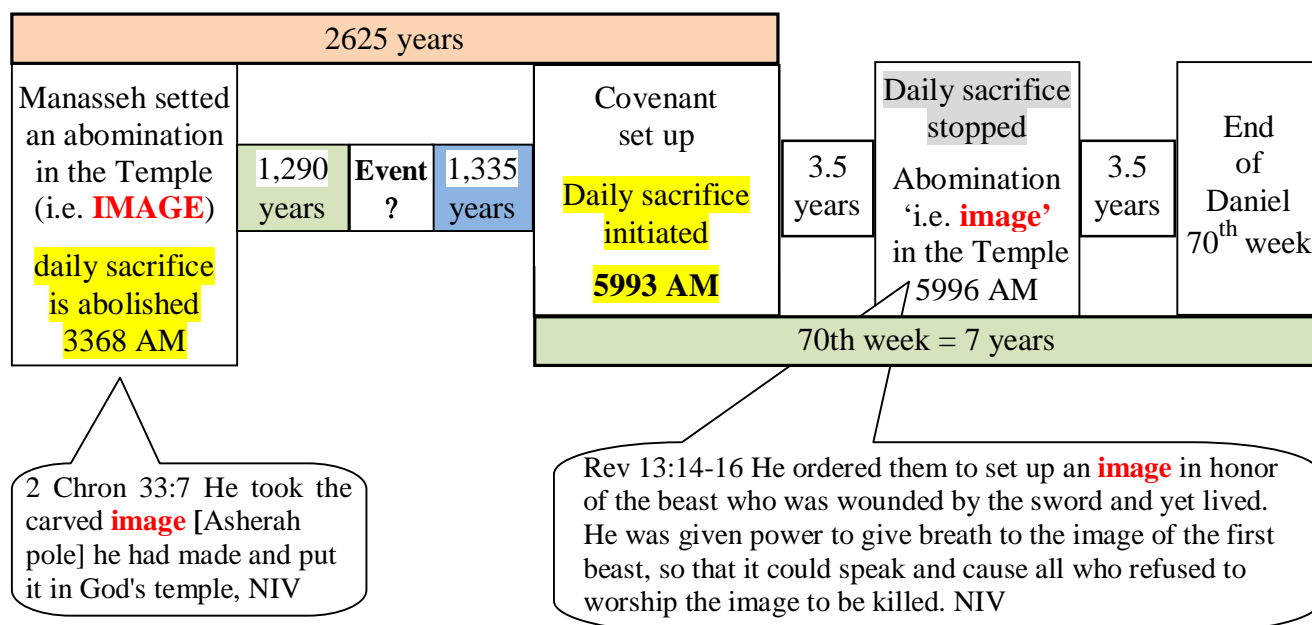 2625 years
Manasseh setted
an abomination
in the Temple
(i.e. IMAGE)
daily sacrifice
is abolished
3368 AM
1,290
years
Event
?
1,335
years
Covenant
set up
Daily sacrifice
initiated
5993 AM
3.5
years
Daily sacrifice
stopped
Abomination
‘i.e. image’
in the Temple
5996 AM
3.5
years
End
of
Daniel
70th week
70th week = 7 years
2 Chron 33:7 He took the
carved image [Asherah
pole] he had made and put
it in God's temple, NIV
Rev 13:14-16 He ordered them to set up an image in honor
of the beast who was wounded by the sword and yet lived.
He was given power to give breath to the image of the first
beast, so that it could speak and cause all who refused to
worship the image to be killed. NIV